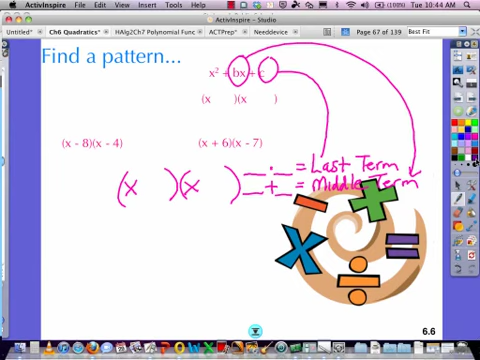 ActivInspire File Edit View Insert Tools Help (100%) Tue 10:44 AM
ActivInspire - Studio
Untitled* Ch6 Quadratics* HAlg2Ch7 Polynomial Func ACTPrep* Needdevice Page 67 of 139 Best Fit
Find a pattern...
x² + bx + c
(x )(x )
(x - 8)(x - 4) (x + 6)(x - 7)
__ · __ = Last Term
(x )(x ) __ + __ = Middle Term
6.6